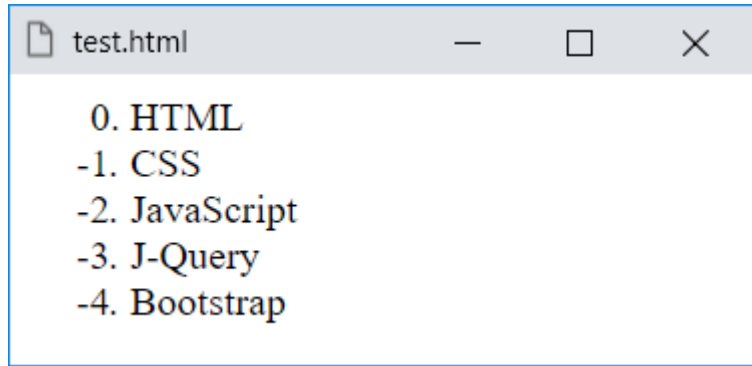 test.html
0. HTML
-1. CSS
-2. JavaScript
-3. J-Query
-4. Bootstrap